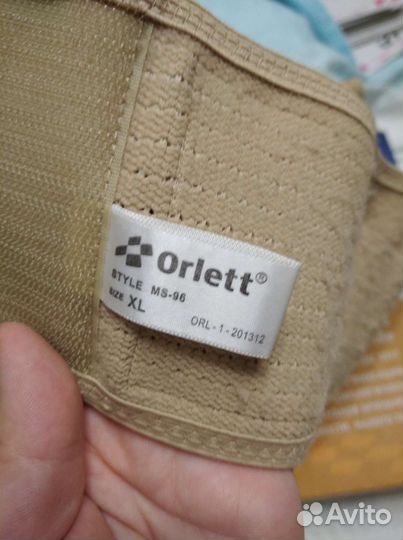 Orlett®
STYLE MS-96
SIZE XL
ORL-1-201312
Avito